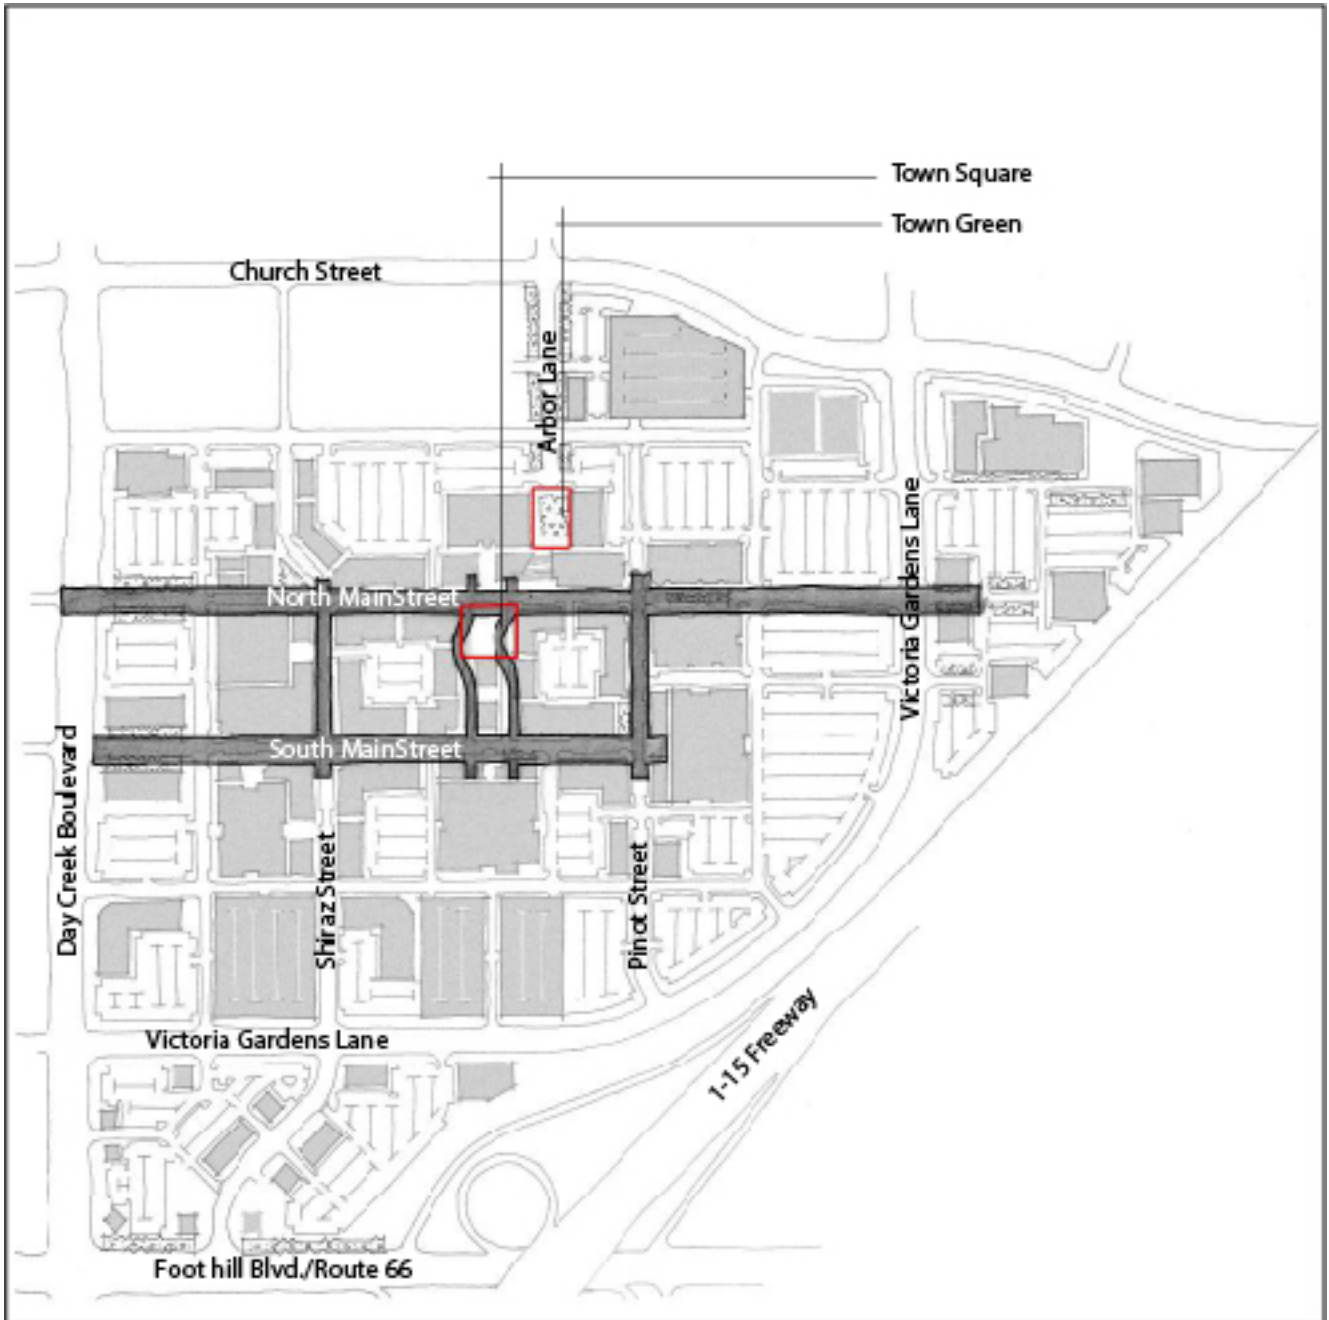 Town Square
Town Green
Church Street
Arbor Lane
Victoria Gardens Lane
North MainStreet
South MainStreet
Day Creek Boulevard
Shiraz Street
Pinot Street
Victoria Gardens Lane
1-15 Freeway
Foot hill Blvd./Route 66